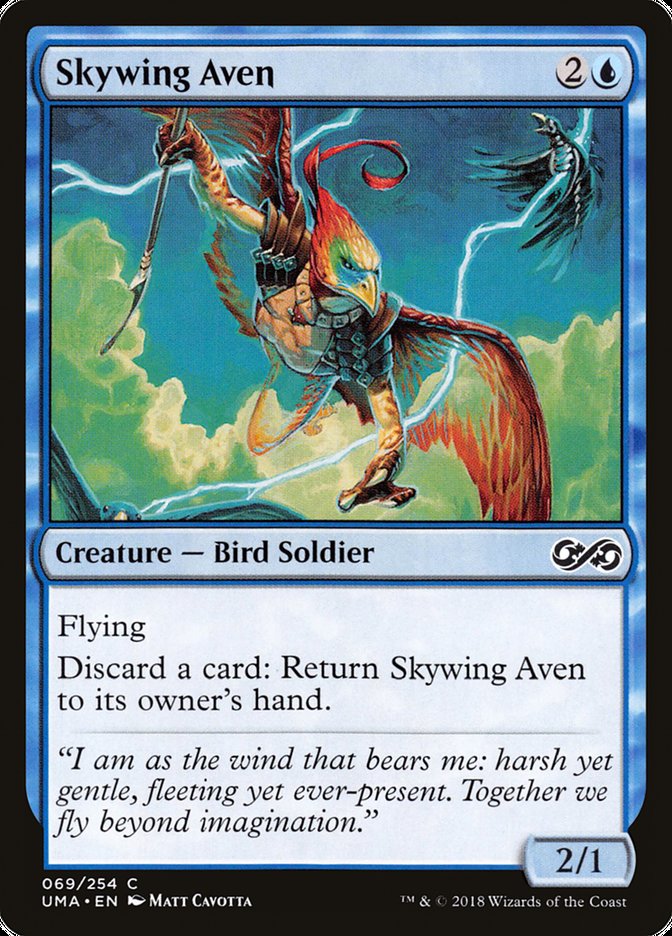 Skywing Aven 2
Creature — Bird Soldier
Flying
Discard a card: Return Skywing Aven
to its owner's hand.
"I am as the wind that bears me: harsh yet
gentle, fleeting yet ever-present. Together we
fly beyond imagination."
2/1
069/254 C
UMA • EN Matt Cavotta
™ & © 2018 Wizards of the Coast